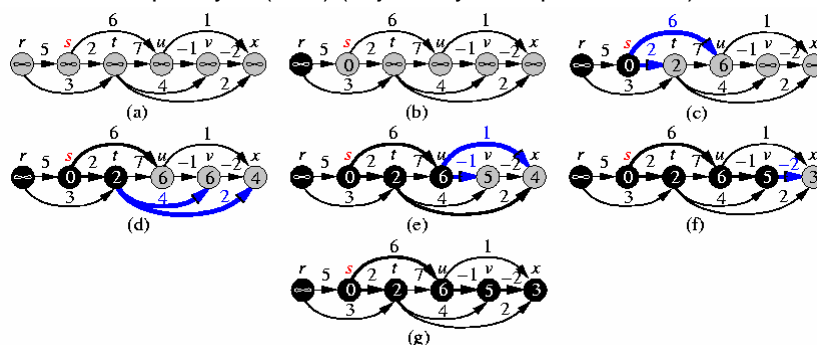 6 1 6 1 6 1
r s t u v x r s t u v x r s t u v x
5 2 7 -1 -2 5 2 7 -1 -2 5 2 7 -1 -2
∞ ∞ ∞ ∞ ∞ ∞ ∞ 0 ∞ ∞ ∞ ∞ ∞ 0 2 6 ∞ ∞
3 4 2 3 4 2 3 4 2
(a) (b) (c)
6 1 6 1 6 1
r s t u v x r s t u v x r s t u v x
5 2 7 -1 -2 5 2 7 -1 -2 5 2 7 -1 -2
∞ 0 2 6 6 4 ∞ 0 2 6 5 4 ∞ 0 2 6 5 3
3 4 2 3 4 2 3 4 2
(d) (e) (f)
6 1
r s t u v x
5 2 7 -1 -2
∞ 0 2 6 5 3
3 4 2
(g)